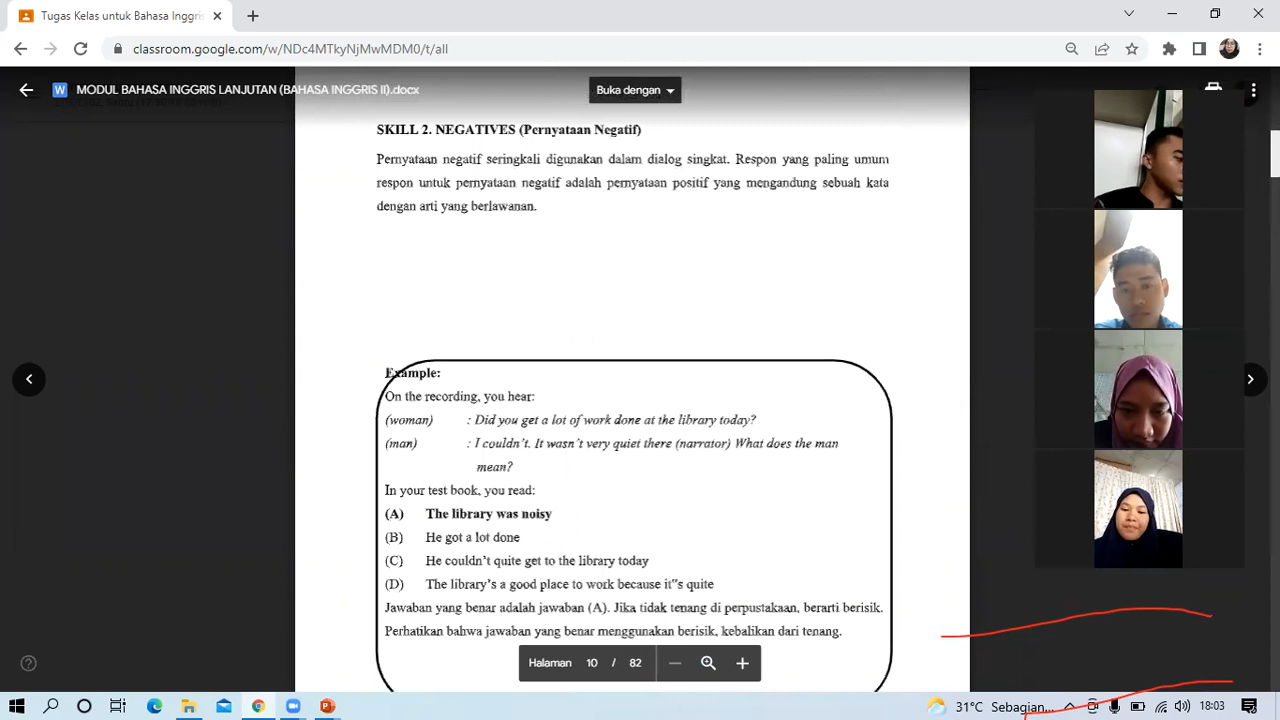 Tugas Kelas untuk Bahasa Inggris
classroom.google.com/w/NDc4MTkyNjMwMDM0/t/all
MODUL BAHASA INGGRIS LANJUTAN (BAHASA INGGRIS II).docx
Buka dengan
SKILL 2. NEGATIVES (Pernyataan Negatif)
Pernyataan negatif seringkali digunakan dalam dialog singkat. Respon yang paling umum
respon untuk pernyataan negatif adalah pernyataan positif yang mengandung sebuah kata
dengan arti yang berlawanan.
Example:
On the recording, you hear:
(woman) : Did you get a lot of work done at the library today?
(man) : I couldn't. It wasn't very quiet there (narrator) What does the man
mean?
In your test book, you read:
(A) The library was noisy
(B) He got a lot done
(C) He couldn't quite get to the library today
(D) The library's a good place to work because it"s quite
Jawaban yang benar adalah jawaban (A). Jika tidak tenang di perpustakaan, berarti berisik.
Perhatikan bahwa jawaban yang benar menggunakan berisik, kebalikan dari tenang.
Halaman 10 / 82
31°C Sebagian...
18:03